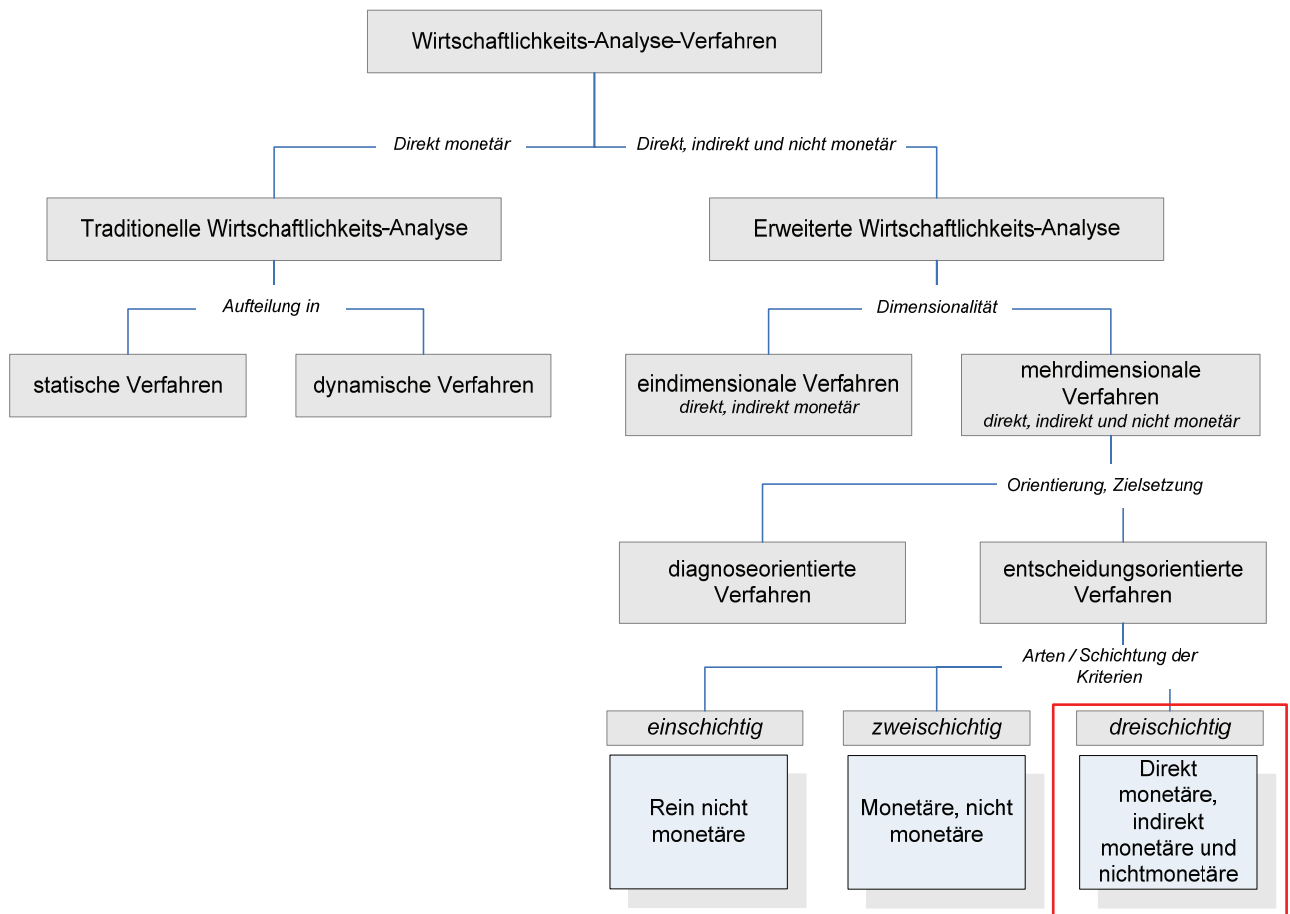 Wirtschaftlichkeits-Analyse-Verfahren
Direkt monetär
Direkt, indirekt und nicht monetär
Traditionelle Wirtschaftlichkeits-Analyse
Erweiterte Wirtschaftlichkeits-Analyse
Aufteilung in
Dimensionalität
statische Verfahren
dynamische Verfahren
eindimensionale Verfahren
direkt, indirekt monetär
mehrdimensionale
Verfahren
direkt, indirekt und nicht monetär
Orientierung, Zielsetzung
diagnoseorientierte
Verfahren
entscheidungsorientierte
Verfahren
Arten / Schichtung der
Kriterien
einschichtig
zweischichtig
dreischichtig
Rein nicht
monetäre
Monetäre, nicht
monetäre
Direkt
monetäre,
indirekt
monetäre und
nichtmonetäre